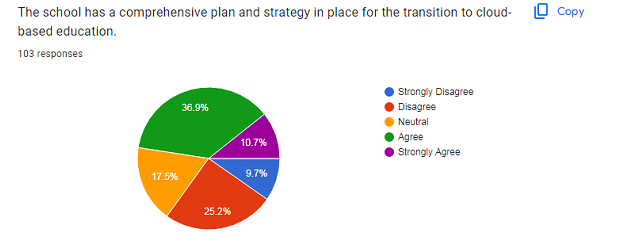 The school has a comprehensive plan and strategy in place for the transition to cloud-
based education.
Copy
103 responses
36.9%
10.7%
9.7%
17.5%
25.2%
Strongly Disagree
Disagree
Neutral
Agree
Strongly Agree